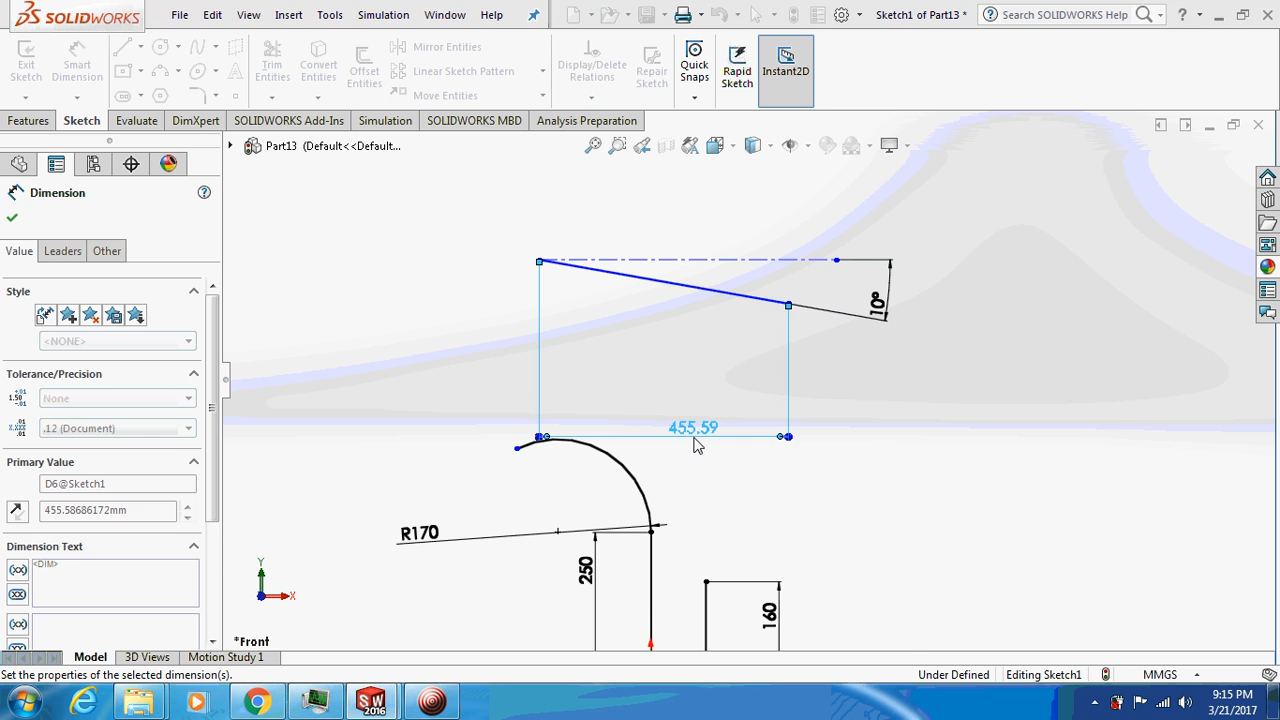 SOLIDWORKS
File Edit View Insert Tools Simulation Window Help
Sketch1 of Part13 *
Search SOLIDWORKS Help
Exit Sketch
Smart Dimension
Trim Entities
Convert Entities
Offset Entities
Mirror Entities
Linear Sketch Pattern
Move Entities
Display/Delete Relations
Repair Sketch
Quick Snaps
Rapid Sketch
Instant2D
Features Sketch Evaluate DimXpert SOLIDWORKS Add-Ins Simulation SOLIDWORKS MBD Analysis Preparation
Part13 (Default<<Default...
Dimension
Value Leaders Other
Style
<NONE>
Tolerance/Precision
None
.12 (Document)
Primary Value
D6@Sketch1
455.58686172mm
Dimension Text
<DIM>
10°
455.59
R170
250
160
Y
X
*Front
Model 3D Views Motion Study 1
Set the properties of the selected dimension(s).
Under Defined Editing Sketch1 MMGS
SW
2016
9:15 PM
3/21/2017